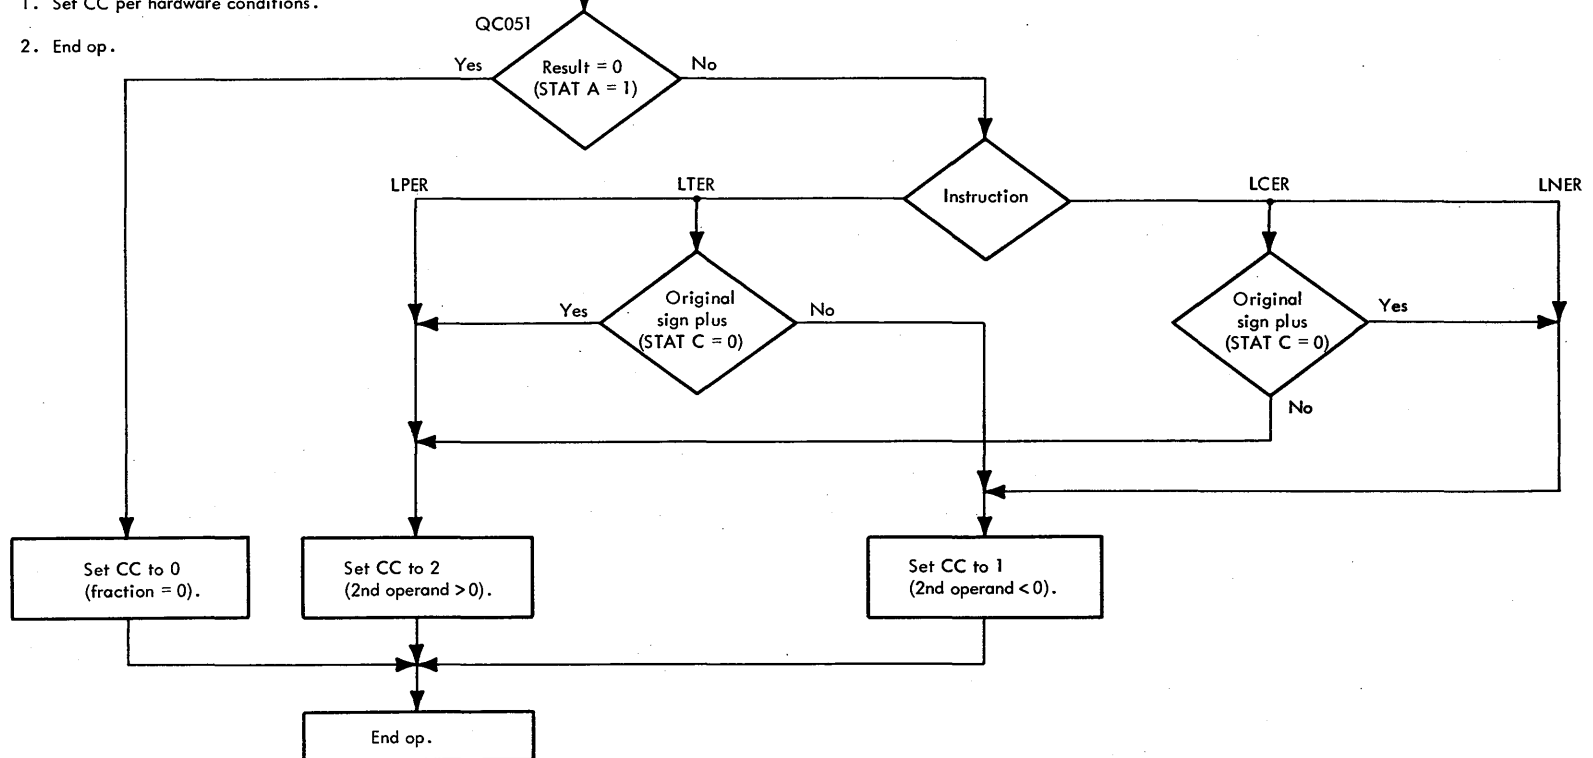 1. Set CC per hardware conditions.
2. End op.
QC051
Yes
Result = 0
(STAT A = 1)
No
LPER
LTER
Instruction
LCER
LNER
Yes
Original
sign plus
(STAT C = 0)
No
Original
sign plus
(STAT C = 0)
Yes
No
Set CC to 0
(fraction = 0).
Set CC to 2
(2nd operand > 0).
Set CC to 1
(2nd operand < 0).
End op.